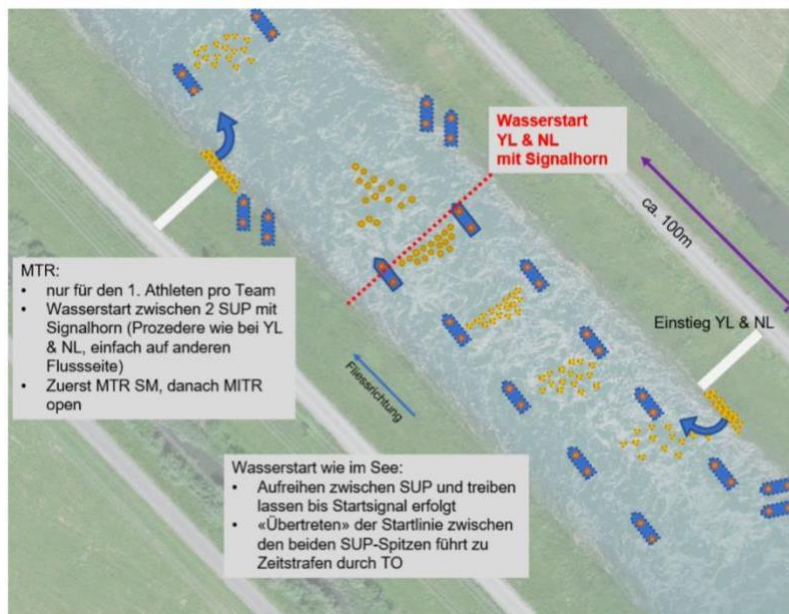 Wasserstart
YL & NL
mit Signalhorn
ca. 100m
MTR:
• nur für den 1. Athleten pro Team
• Wasserstart zwischen 2 SUP mit
Signalhorn (Prozedere wie bei YL
& NL, einfach auf anderen
Flussseite)
• Zuerst MTR SM, danach MITR
open
Einstieg YL & NL
Fliessrichtung
Wasserstart wie im See:
• Aufreihen zwischen SUP und treiben
lassen bis Startsignal erfolgt
• «Übertreten» der Startlinie zwischen
den beiden SUP-Spitzen führt zu
Zeitstrafen durch TO